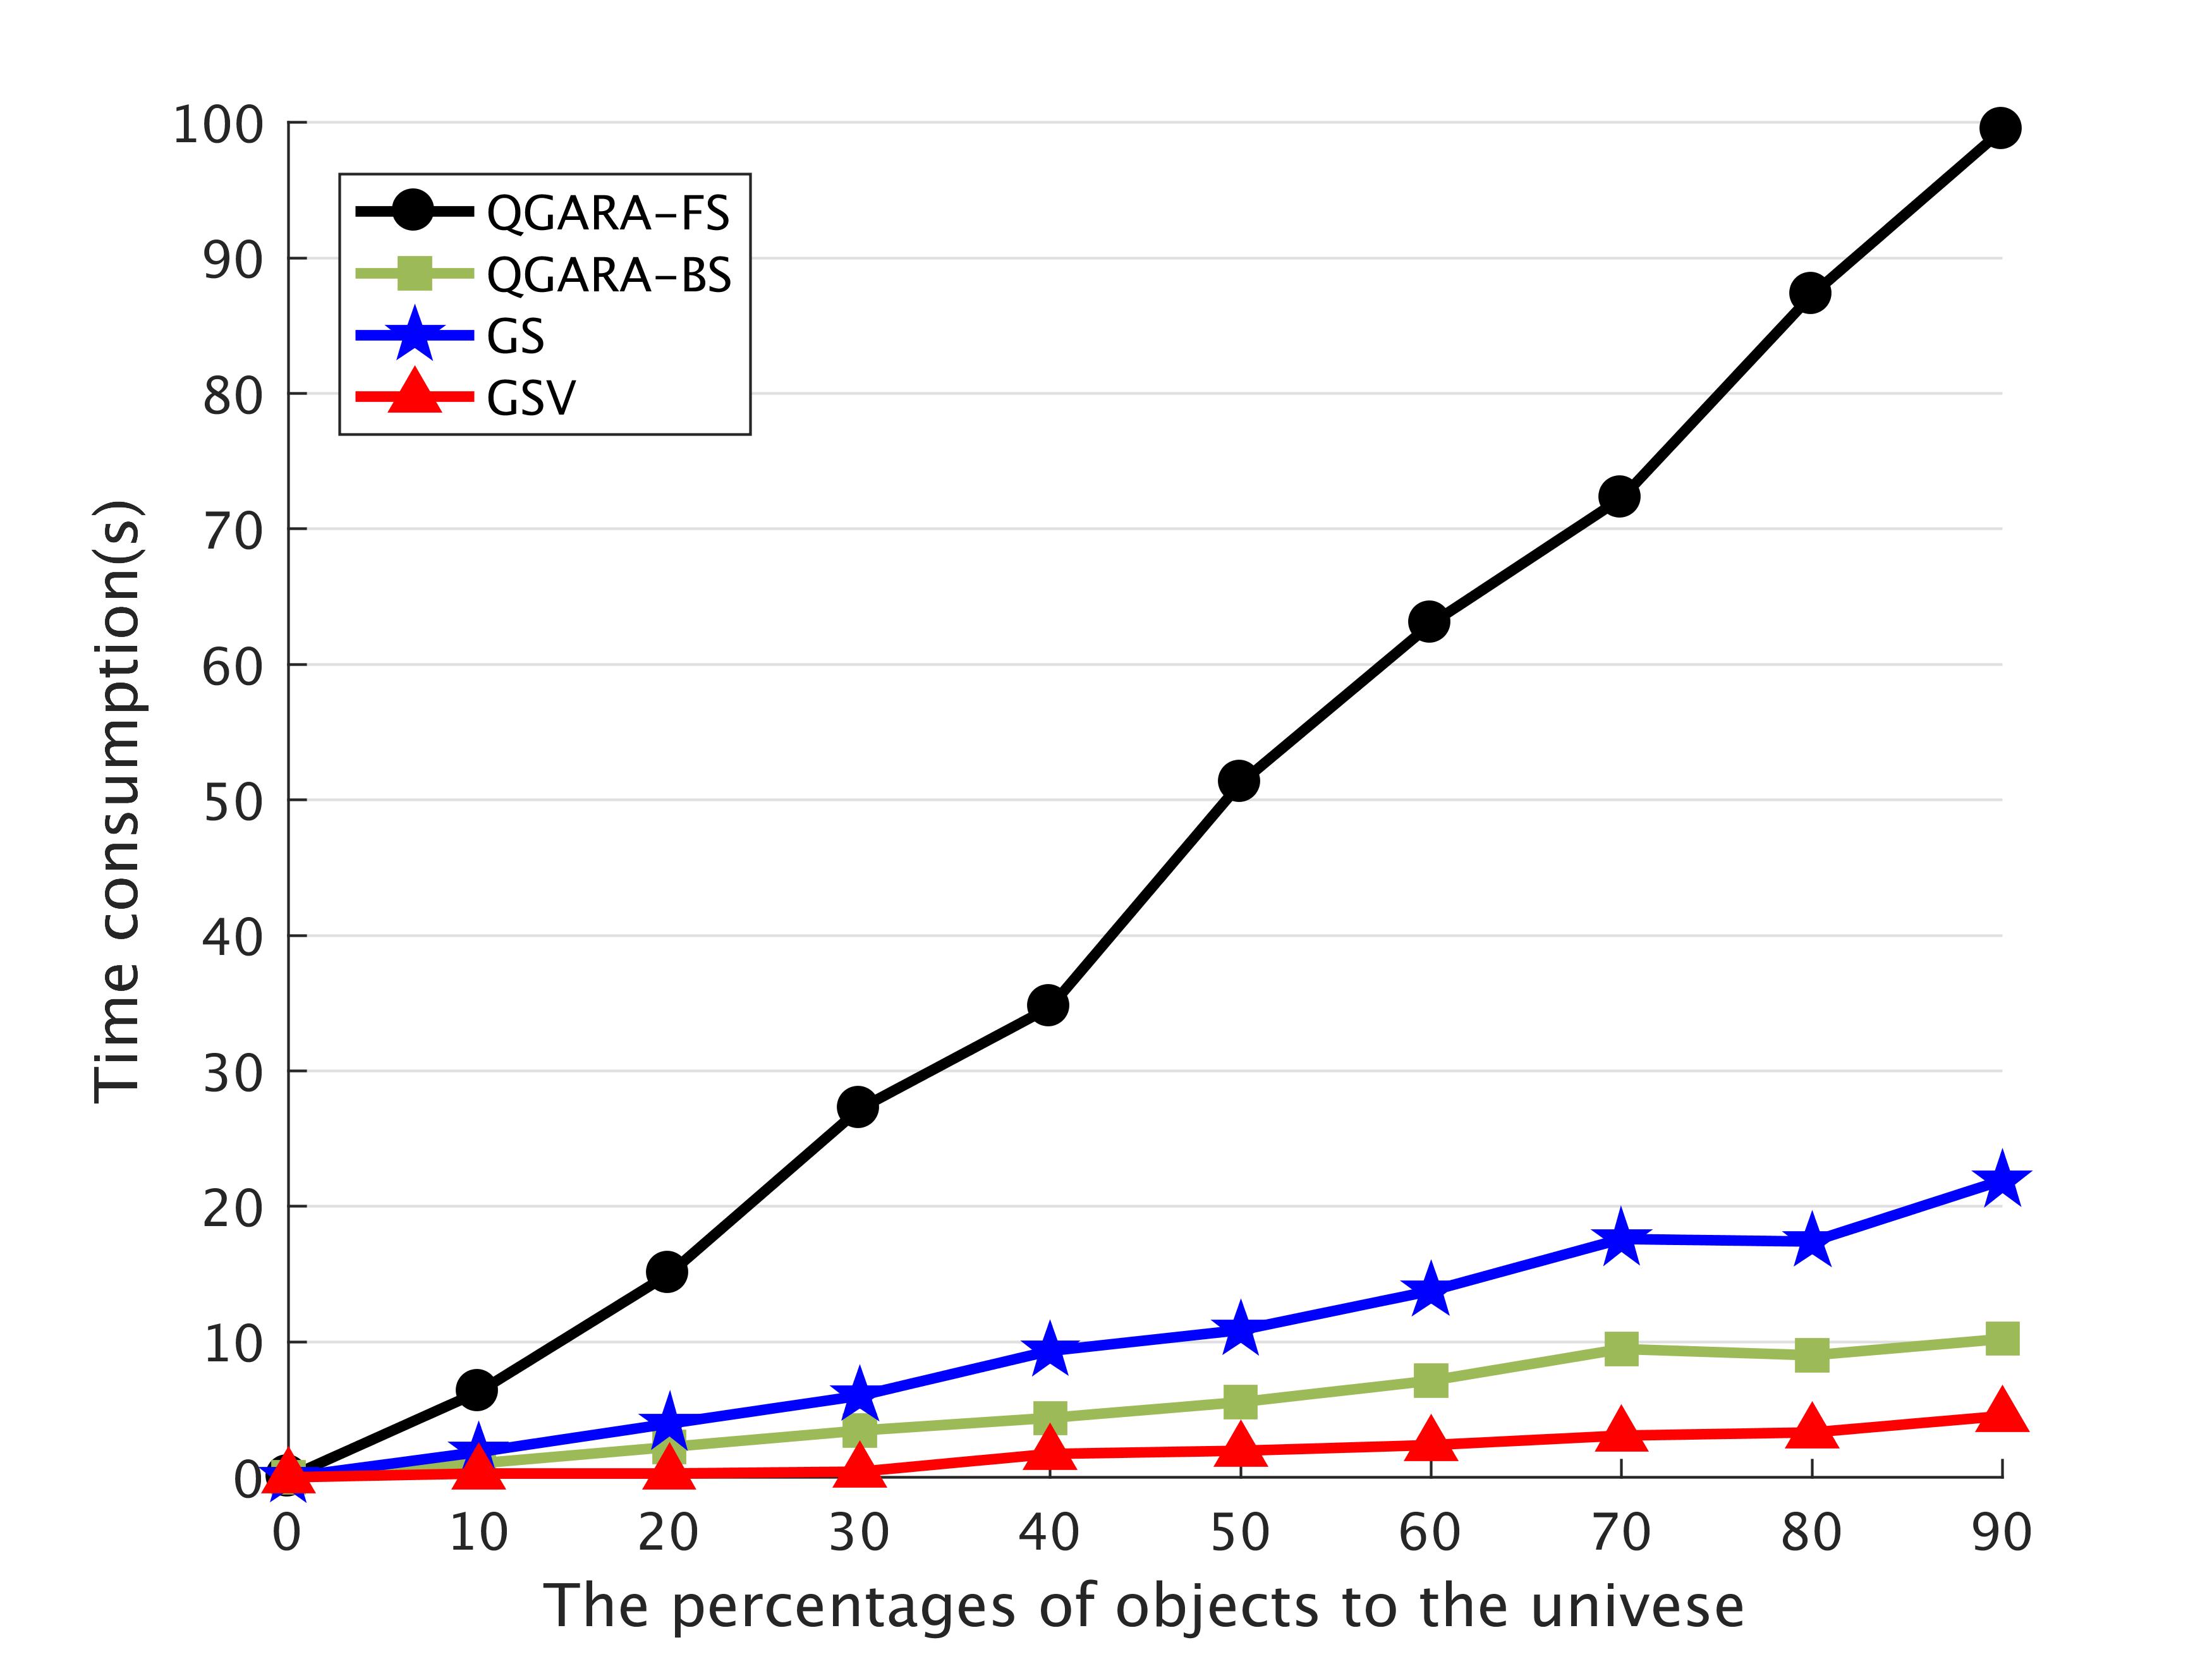 100
90
80
70
60
50
40
30
20
10
0
Time consumption(s)
QGARA-FS
QGARA-BS
GS
GSV
0 10 20 30 40 50 60 70 80 90
The percentages of objects to the univese